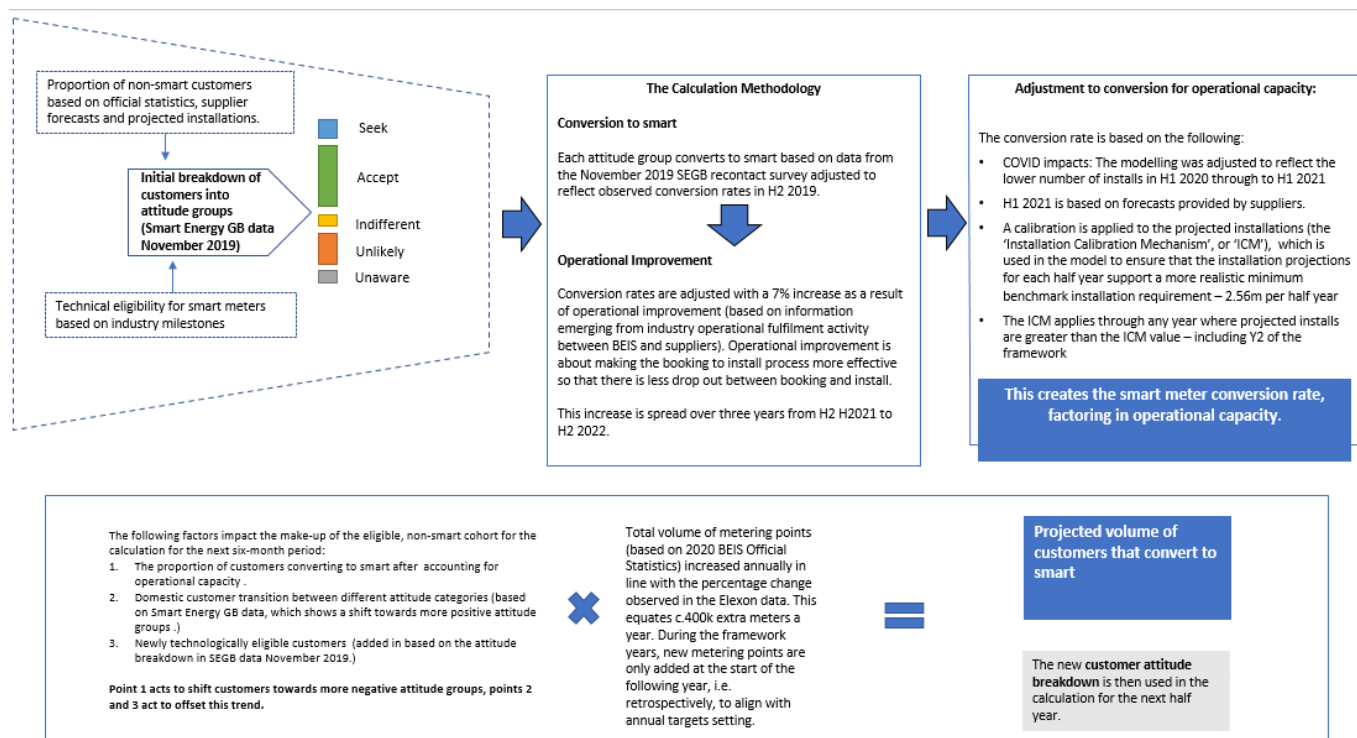 Proportion of non-smart customers
based on official statistics, supplier
forecasts and projected installations.
Initial breakdown of
customers into
attitude groups
(Smart Energy GB data
November 2019)
Technical eligibility for smart meters
based on industry milestones
Seek
Accept
Indifferent
Unlikely
Unaware
The Calculation Methodology
Conversion to smart
Each attitude group converts to smart based on data from
the November 2019 SEGB recontact survey adjusted to
reflect observed conversion rates in H2 2019.
Operational Improvement
Conversion rates are adjusted with a 7% increase as a result
of operational improvement (based on information
emerging from industry operational fulfilment activity
between BEIS and suppliers). Operational improvement is
about making the booking to install process more effective
so that there is less drop out between booking and install.
This increase is spread over three years from H2 H2021 to
H2 2022.
Adjustment to conversion for operational capacity:
The conversion rate is based on the following:
• COVID impacts: The modelling was adjusted to reflect the
lower number of installs in H1 2020 through to H1 2021
• H1 2021 is based on forecasts provided by suppliers.
• A calibration is applied to the projected installations (the
'Installation Calibration Mechanism', or 'ICM'), which is
used in the model to ensure that the installation projections
for each half year support a more realistic minimum
benchmark installation requirement – 2.56m per half year
• The ICM applies through any year where projected installs
are greater than the ICM value – including Y2 of the
framework
This creates the smart meter conversion rate,
factoring in operational capacity.
The following factors impact the make-up of the eligible, non-smart cohort for the
calculation for the next six-month period:
1. The proportion of customers converting to smart after accounting for
operational capacity .
2. Domestic customer transition between different attitude categories (based
on Smart Energy GB data, which shows a shift towards more positive attitude
groups .)
3. Newly technologically eligible customers (added in based on the attitude
breakdown in SEGB data November 2019.)
Point 1 acts to shift customers towards more negative attitude groups, points 2
and 3 act to offset this trend.
Total volume of metering points
(based on 2020 BEIS Official
Statistics) increased annually in
line with the percentage change
observed in the Elexon data. This
equates c.400k extra meters a
year. During the framework
years, new metering points are
only added at the start of the
following year, i.e.
retrospectively, to align with
annual targets setting.
Projected volume of
customers that convert to
smart
The new customer attitude
breakdown is then used in the
calculation for the next half
year.